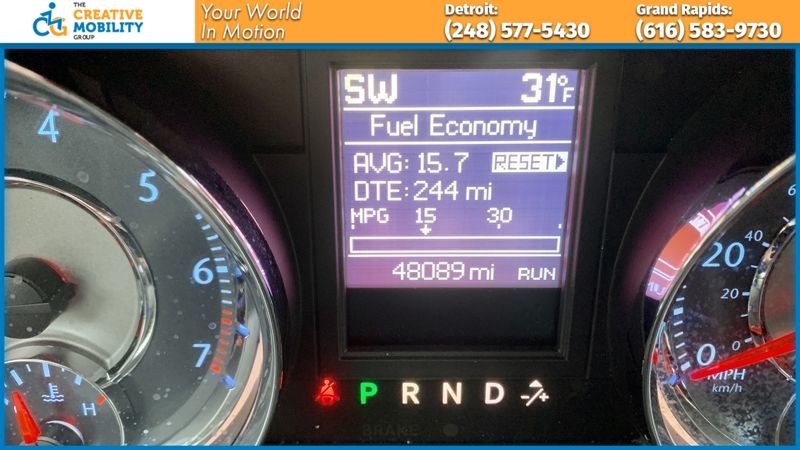 THE
CREATIVE
MOBILITY
GROUP
Your World
In Motion
Detroit:
(248) 577-5430
Grand Rapids:
(616) 583-9730
SW 31°F
Fuel Economy
AVG: 15.7 RESET
DTE: 244 mi
MPG 15 30
48089 mi RUN
4
5
6
7
H
P R N D -/+
BRAKE
40
20
20
0
0
MPH
km/h